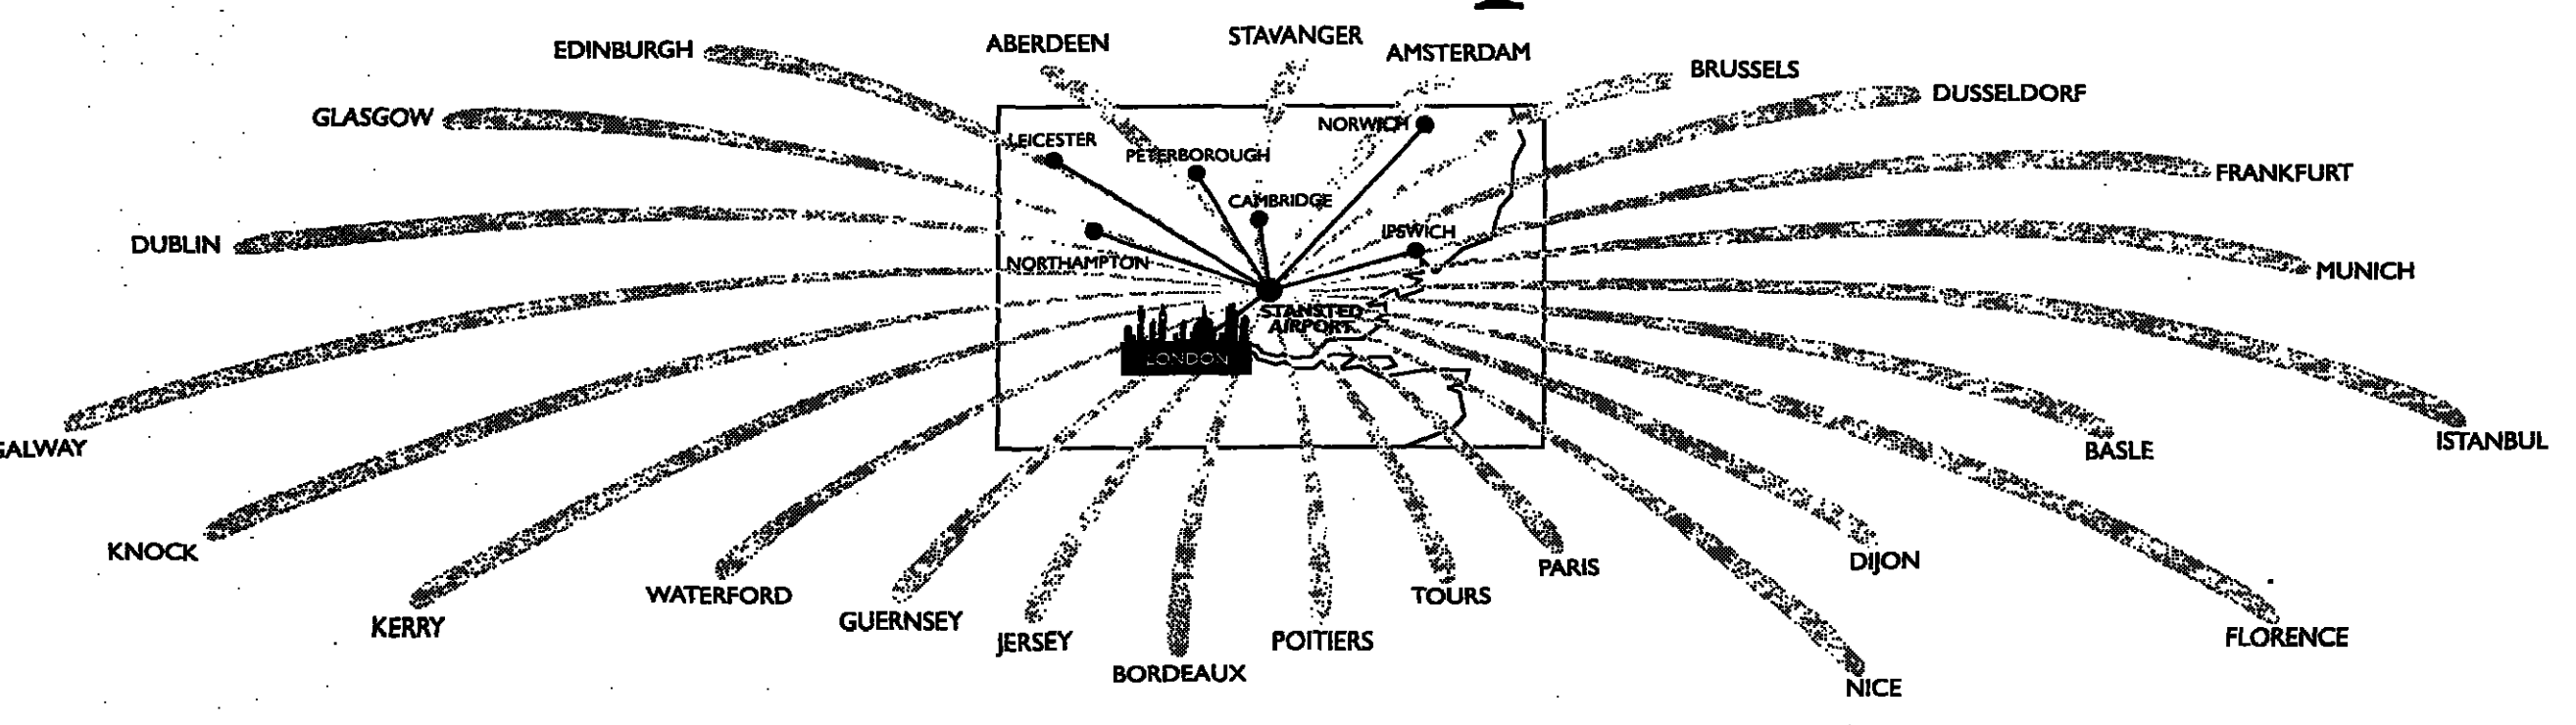 STAVANGER
ABERDEEN
EDINBURGH
AMSTERDAM
BRUSSELS
DUSSELDORF
GLASGOW
NORWICH
LEICESTER
PETERBOROUGH
FRANKFURT
CAMBRIDGE
IPSWICH
DUBLIN
NORTHAMPTON
MUNICH
STANSTED
AIRPORT
LONDON
GALWAY
ISTANBUL
BASLE
KNOCK
DIJON
PARIS
WATERFORD
TOURS
GUERNSEY
KERRY
JERSEY
POITIERS
FLORENCE
BORDEAUX
NICE